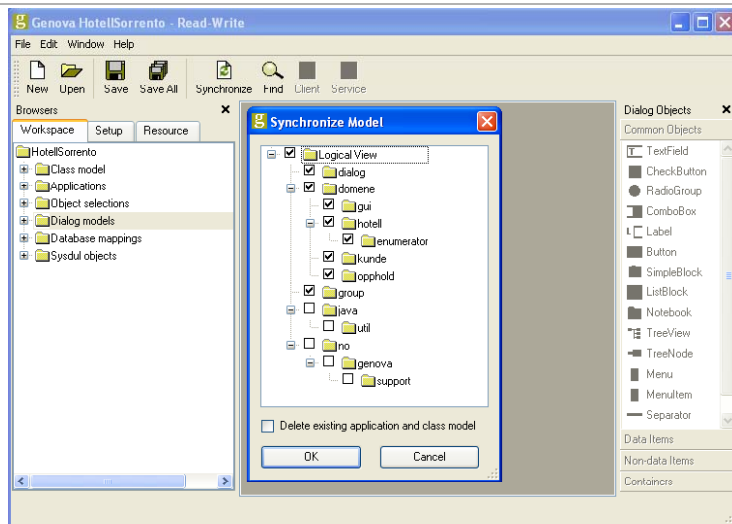 Genova HotellSorrento - Read-Write
File Edit Window Help
New Open Save Save All Synchronize Find Client Service
Browsers
Workspace Setup Resource
HotellSorrento
Class model
Applications
Object selections
Dialog models
Database mappings
Sysdul objects
Synchronize Model
Logical View
dialog
domene
gui
hotell
enumerator
kunde
opphold
group
java
util
no
genova
support
Delete existing application and class model
OK Cancel
Dialog Objects
Common Objects
TextField
CheckButton
RadioGroup
ComboBox
Label
Button
SimpleBlock
ListBlock
Notebook
TreeView
TreeNode
Menu
MenuItem
Separator
Data Items
Non-data Items
Containers